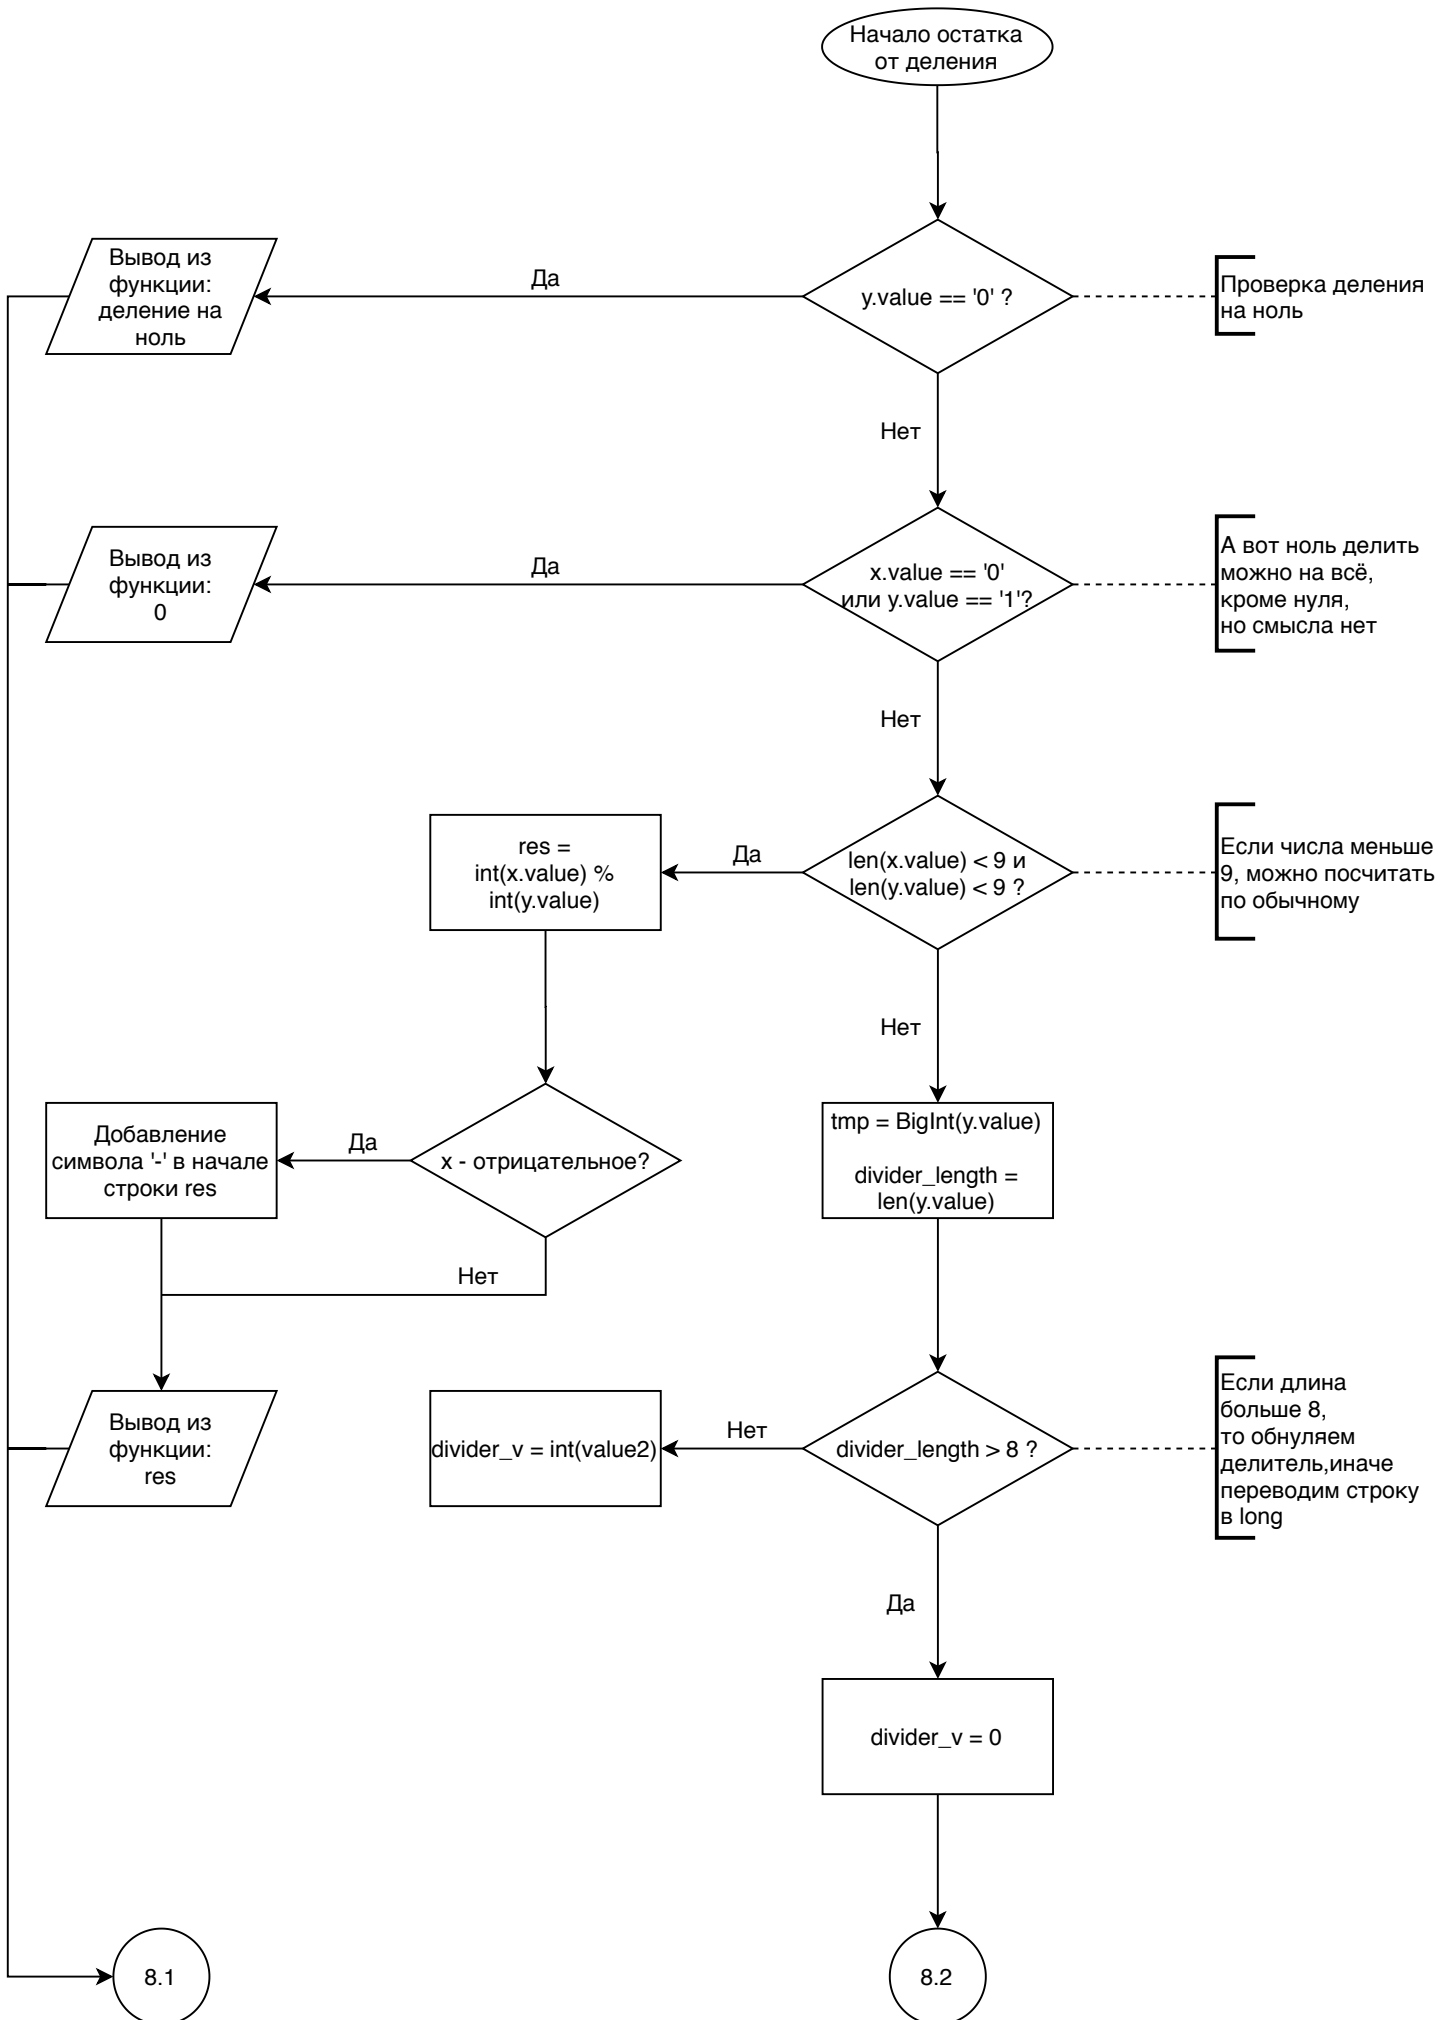 Начало остатка
от деления
Вывод из
функции:
деление на
ноль
Да
y.value == '0' ?
Проверка деления
на ноль
Нет
Вывод из
функции:
0
Да
x.value == '0'
или y.value == '1'?
А вот ноль делить
можно на всё,
кроме нуля,
но смысла нет
Нет
res =
int(x.value) %
int(y.value)
Да
len(x.value) < 9 и
len(y.value) < 9 ?
Если числа меньше
9, можно посчитать
по обычному
Нет
Добавление
символа '-' в начале
строки res
Да
x - отрицательное?
tmp = BigInt(y.value)
divider_length =
len(y.value)
Нет
Вывод из
функции:
res
divider_v = int(value2)
Нет
divider_length > 8 ?
Если длина
больше 8,
то обнуляем
делитель,иначе
переводим строку
в long
Да
divider_v = 0
8.1
8.2